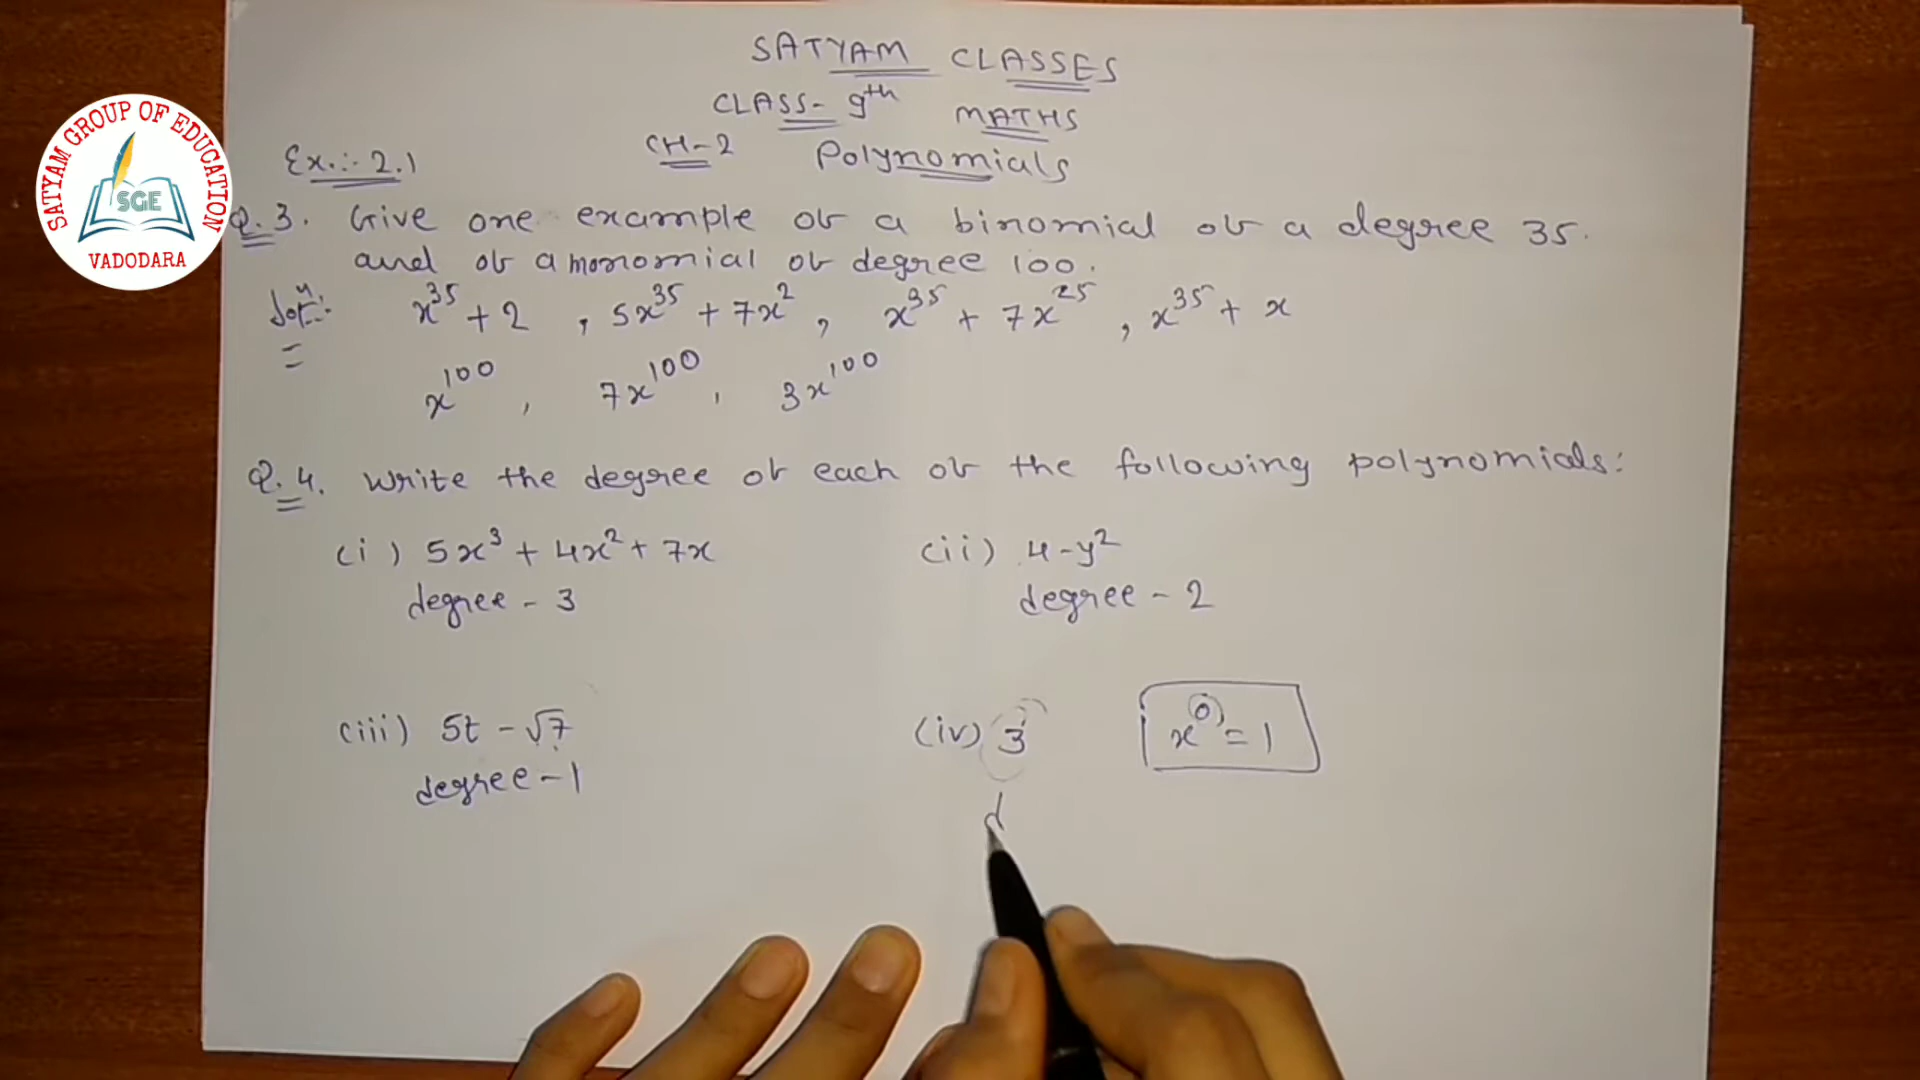 SATYAM CLASSES
CLASS- 9th MATHS
CH-2 Polynomials
Ex.:- 2.1
SATYAM GROUP OF EDUCATION
SGE
VADODARA
Q.3. Give one example of a binomial of a degree 35.
and of a monomial of degree 100.
Sol^n:- x³⁵ + 2 , 5x³⁵ + 7x² , x³⁵ + 7x²⁵ , x³⁵ + x
x¹⁰⁰ , 7x¹⁰⁰ , 3x¹⁰⁰
Q.4. Write the degree of each of the following polynomials:
(i) 5x³ + 4x² + 7x (ii) 4-y²
degree - 3 degree - 2
(iii) 5t - √7 (iv) 3 x⁰ = 1
degree - 1 d